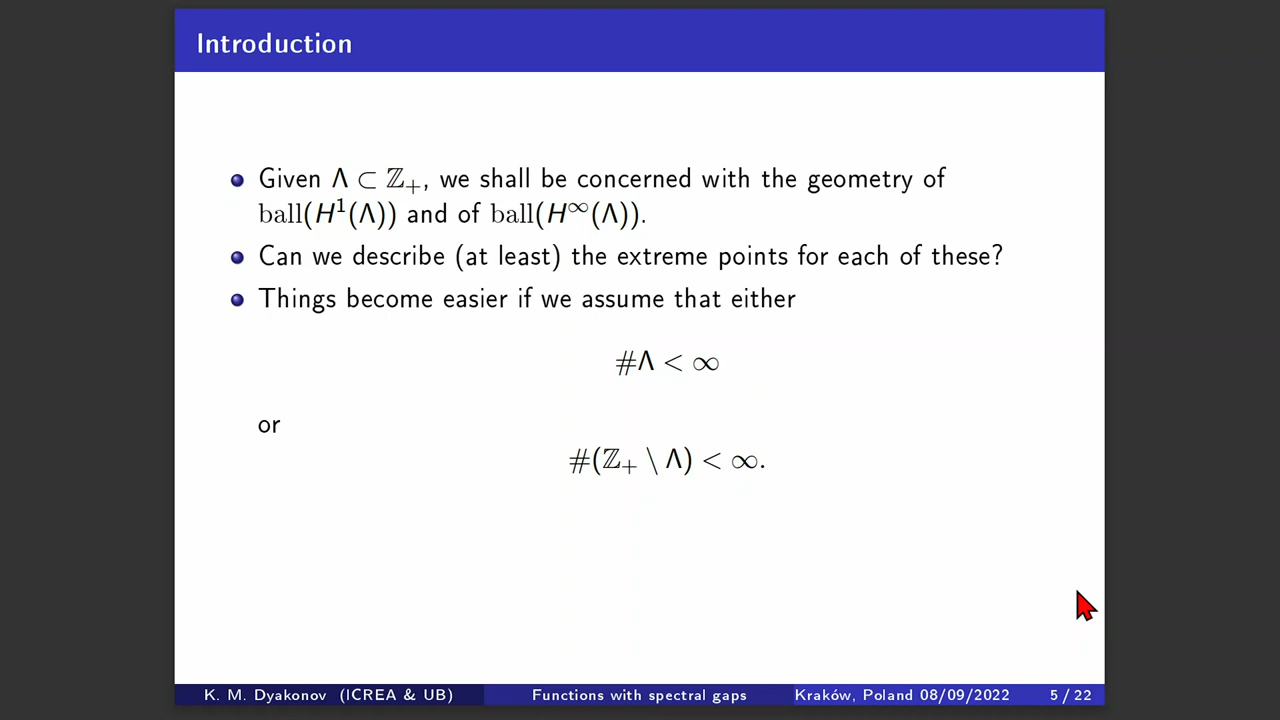 Introduction
Given Λ ⊂ ℤ₊, we shall be concerned with the geometry of
ball(H¹(Λ)) and of ball(H^∞(Λ)).
Can we describe (at least) the extreme points for each of these?
Things become easier if we assume that either
#Λ < ∞
or
#(ℤ₊ \ Λ) < ∞.
K. M. Dyakonov (ICREA & UB) Functions with spectral gaps Kraków, Poland 08/09/2022 5 / 22